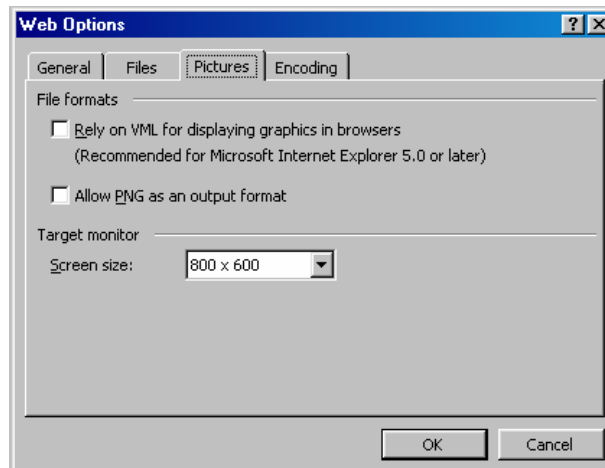 Web Options
General Files Pictures Encoding
File formats
Rely on VML for displaying graphics in browsers
(Recommended for Microsoft Internet Explorer 5.0 or later)
Allow PNG as an output format
Target monitor
Screen size: 800 x 600
OK Cancel